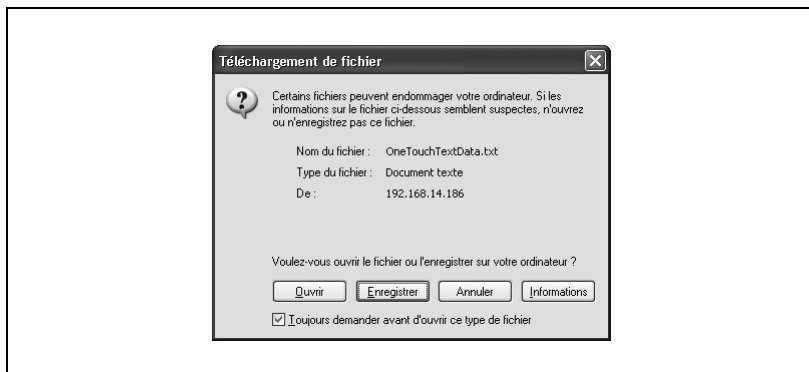 Téléchargement de fichier
Certains fichiers peuvent endommager votre ordinateur. Si les
informations sur le fichier ci-dessous semblent suspectes, n'ouvrez
ou n'enregistrez pas ce fichier.
Nom du fichier : OneTouchTextData.txt
Type du fichier : Document texte
De : 192.168.14.186
Voulez-vous ouvrir le fichier ou l'enregistrer sur votre ordinateur ?
Ouvrir Enregistrer Annuler Informations
Toujours demander avant d'ouvrir ce type de fichier